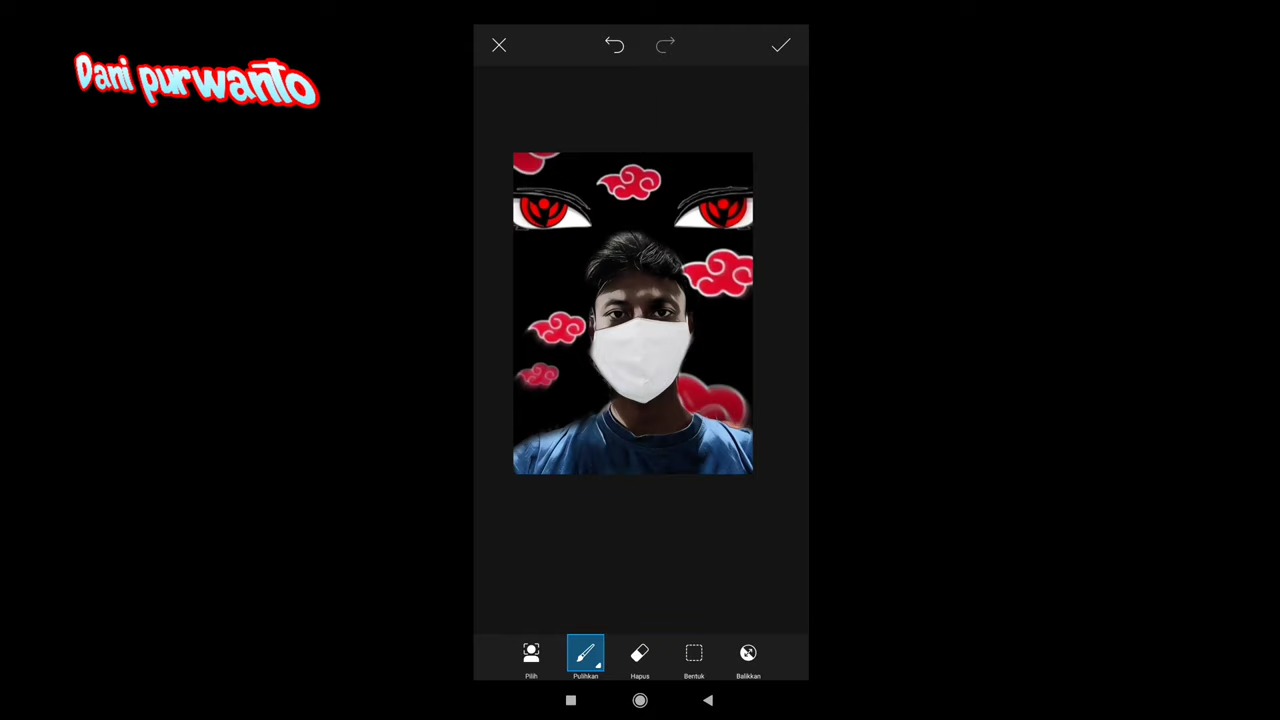 Dani purwanto
Pilih
Pulihkan
Hapus
Bentuk
Balikkan